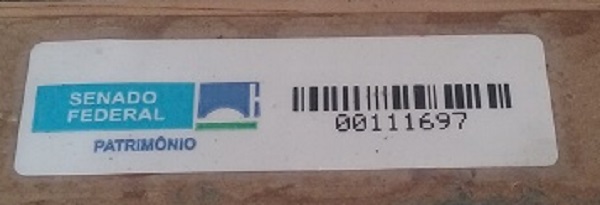 SENADO
FEDERAL
PATRIMÔNIO
00111697